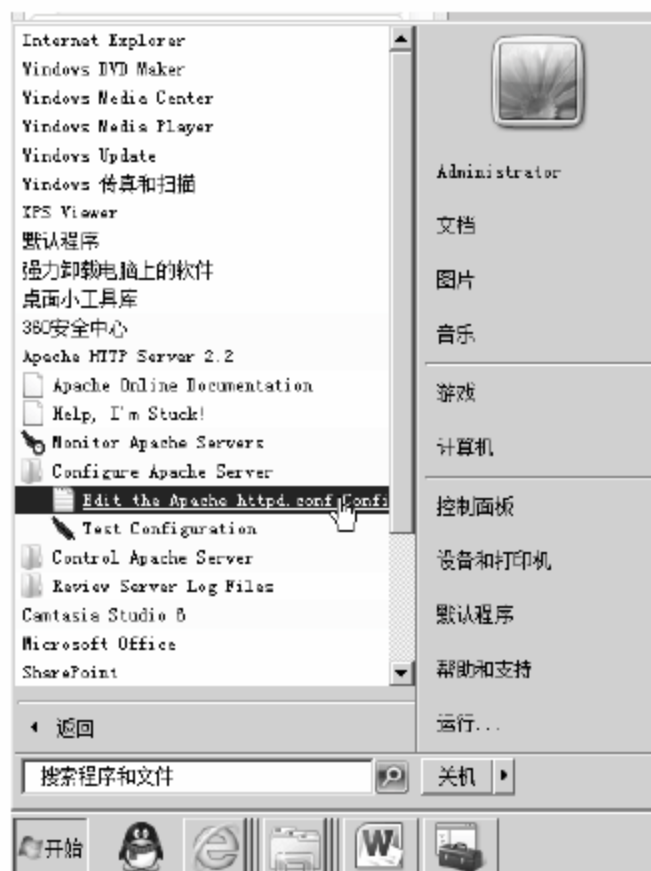 Internet Explorer
Windows DVD Maker
Windows Media Center
Windows Media Player
Windows Update
Windows 传真和扫描
XPS Viewer
默认程序
强力卸载电脑上的软件
桌面小工具库
360安全中心
Apache HTTP Server 2.2
Apache Online Documentation
Help, I'm Stuck!
Monitor Apache Servers
Configure Apache Server
Edit the Apache httpd.conf Confi
Test Configuration
Control Apache Server
Review Server Log Files
Camtasia Studio 8
Microsoft Office
SharePoint
返回
搜索程序和文件
Administrator
文档
图片
音乐
游戏
计算机
控制面板
设备和打印机
默认程序
帮助和支持
运行...
关机
开始